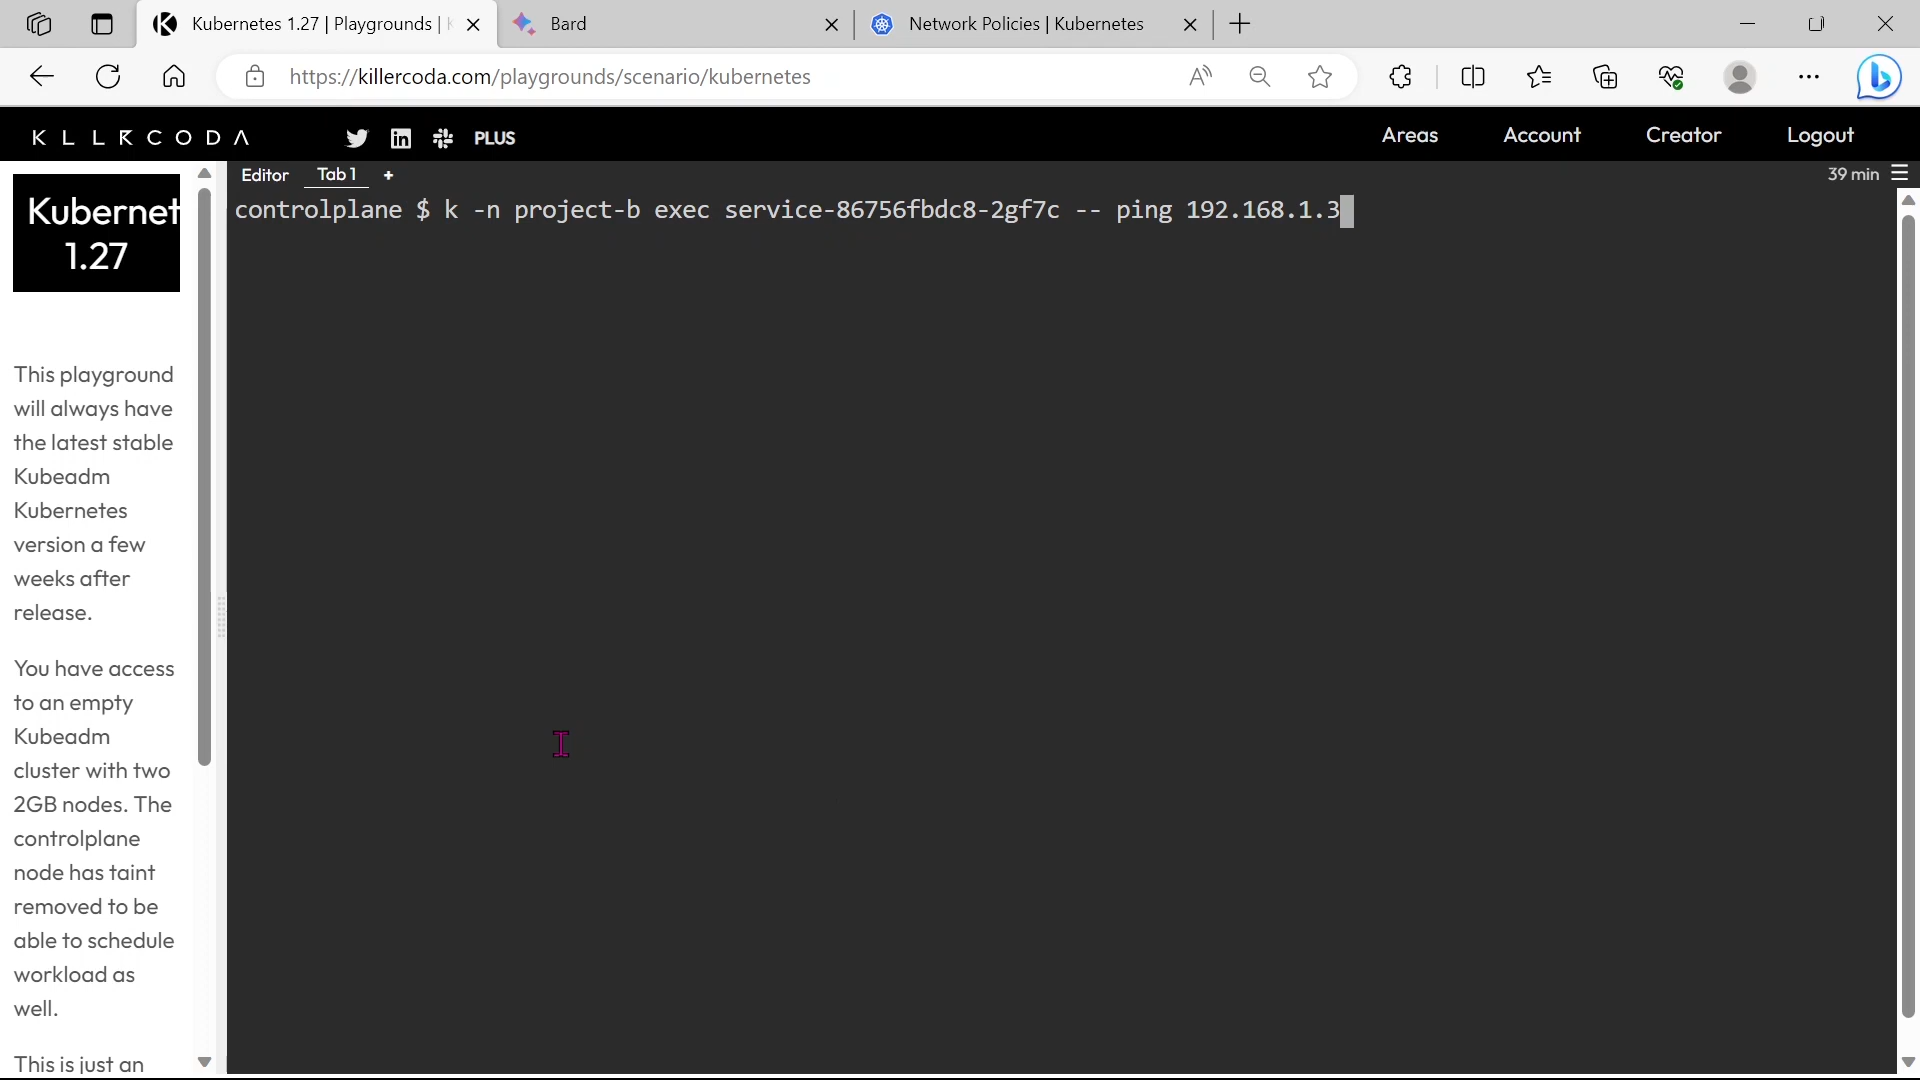 Kubernetes 1.27 | Playgrounds |
Bard
Network Policies | Kubernetes
https://killercoda.com/playgrounds/scenario/kubernetes
KLLRCODA
PLUS
Areas
Account
Creator
Logout
Editor
Tab 1
+
39 min
Kubernet
1.27
controlplane $ k -n project-b exec service-86756fbdc8-2gf7c -- ping 192.168.1.3
This playground
will always have
the latest stable
Kubeadm
Kubernetes
version a few
weeks after
release.
You have access
to an empty
Kubeadm
cluster with two
2GB nodes. The
controlplane
node has taint
removed to be
able to schedule
workload as
well.
This is just an